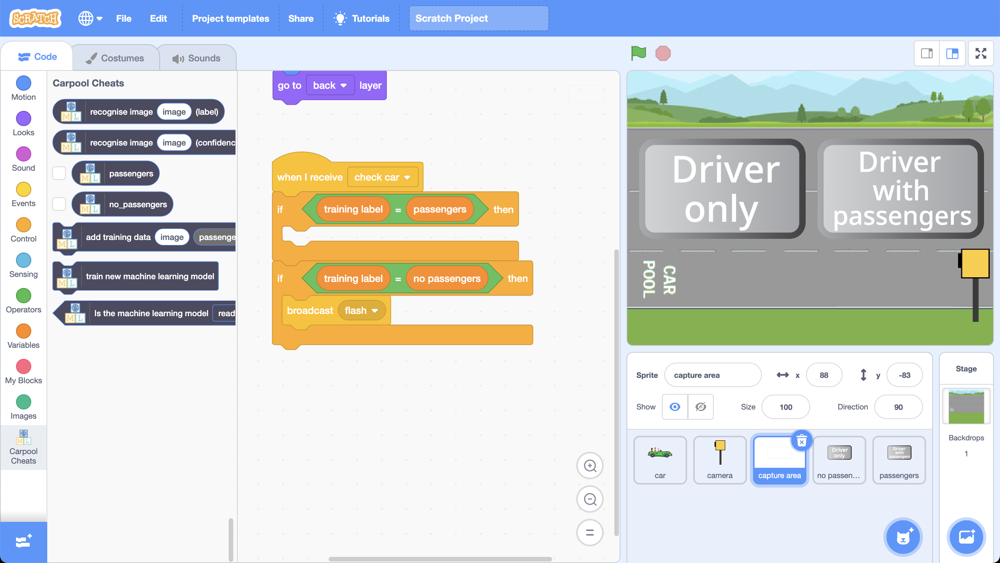 SCRATCH File Edit Project templates Share Tutorials Scratch Project
Code Costumes Sounds
Motion
Looks
Sound
Events
Control
Sensing
Operators
Variables
My Blocks
Images
M L
Carpool
Cheats
Carpool Cheats
M L recognise image image (label)
M L recognise image image (confidenc
M L passengers
M L no_passengers
M L add training data image passenge
M L train new machine learning model
M L Is the machine learning model read
go to back layer
when I receive check car
if training label = passengers then
if training label = no passengers then
broadcast flash
Driver
only
Driver
with
passengers
CAR
POOL
Sprite capture area x 88 y -83
Show Size 100 Direction 90
car
camera
capture area
Driver
only
no passen...
Driver
with
passengers
passengers
Stage
Backdrops
1